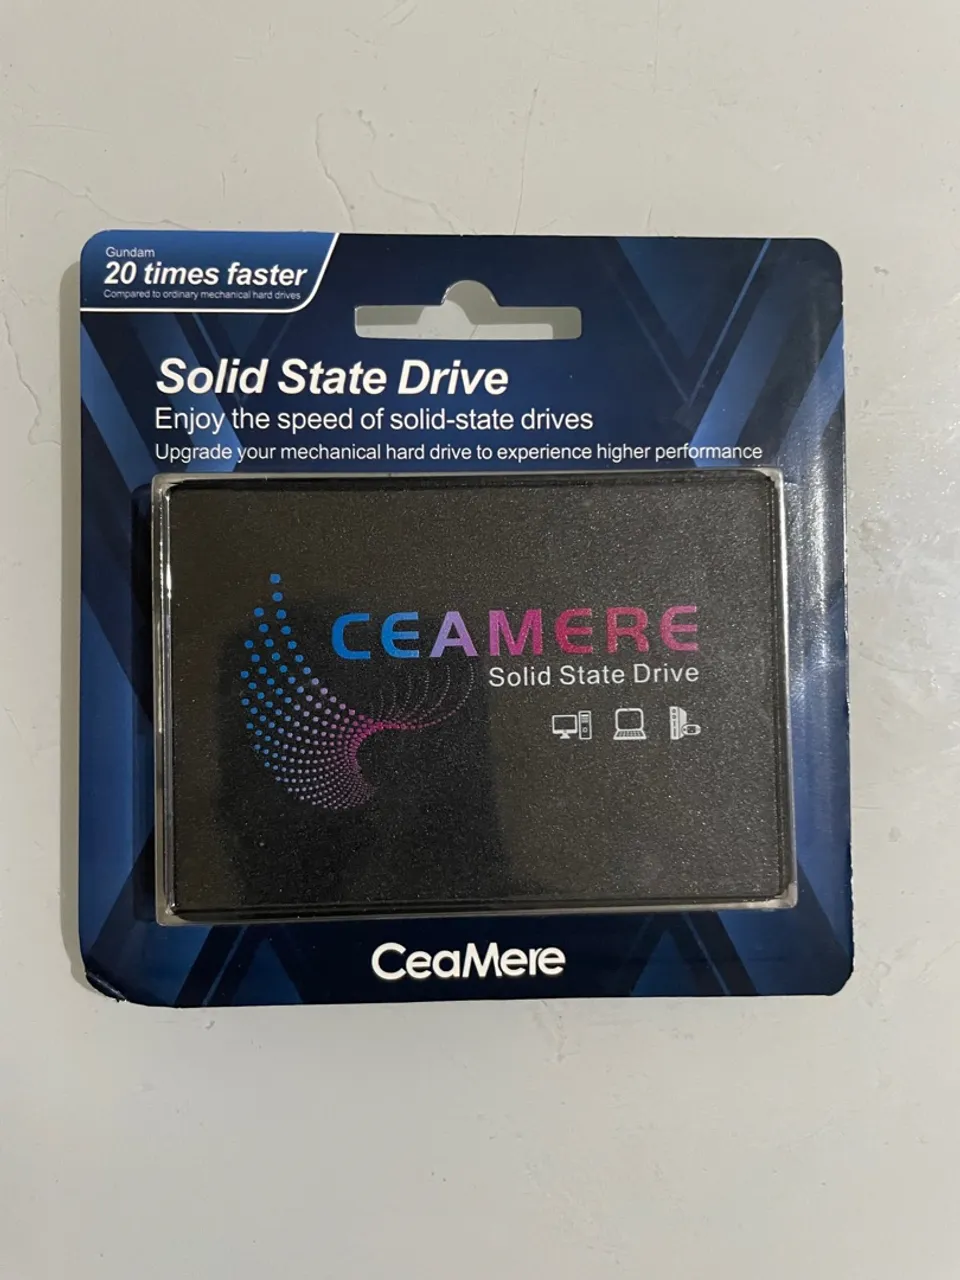 Gundam
20 times faster
Compared to ordinary mechanical hard drives
Solid State Drive
Enjoy the speed of solid-state drives
Upgrade your mechanical hard drive to experience higher performance
CEAMERE
Solid State Drive
CeaMere